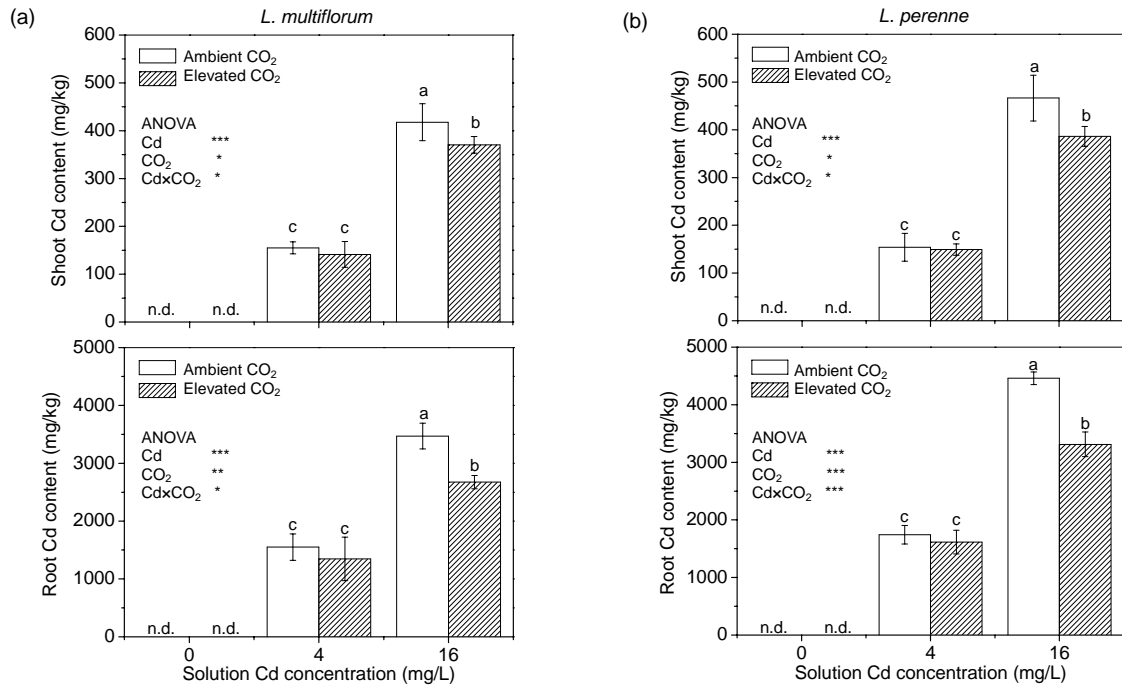 (a)
L. multiflorum
600
500
400
300
200
100
0
Shoot Cd content (mg/kg)
Ambient CO₂
Elevated CO₂
ANOVA
Cd ***
CO₂ *
Cd×CO₂ *
n.d. n.d.
c c
a
b
5000
4000
3000
2000
1000
0
Root Cd content (mg/kg)
Ambient CO₂
Elevated CO₂
ANOVA
Cd ***
CO₂ **
Cd×CO₂ *
n.d. n.d.
c c
a
b
0 4 16
Solution Cd concentration (mg/L)
(b)
L. perenne
600
500
400
300
200
100
0
Shoot Cd content (mg/kg)
Ambient CO₂
Elevated CO₂
ANOVA
Cd ***
CO₂ *
Cd×CO₂ *
n.d. n.d.
c c
a
b
5000
4000
3000
2000
1000
0
Root Cd content (mg/kg)
Ambient CO₂
Elevated CO₂
ANOVA
Cd ***
CO₂ ***
Cd×CO₂ ***
n.d. n.d.
c c
a
b
0 4 16
Solution Cd concentration (mg/L)